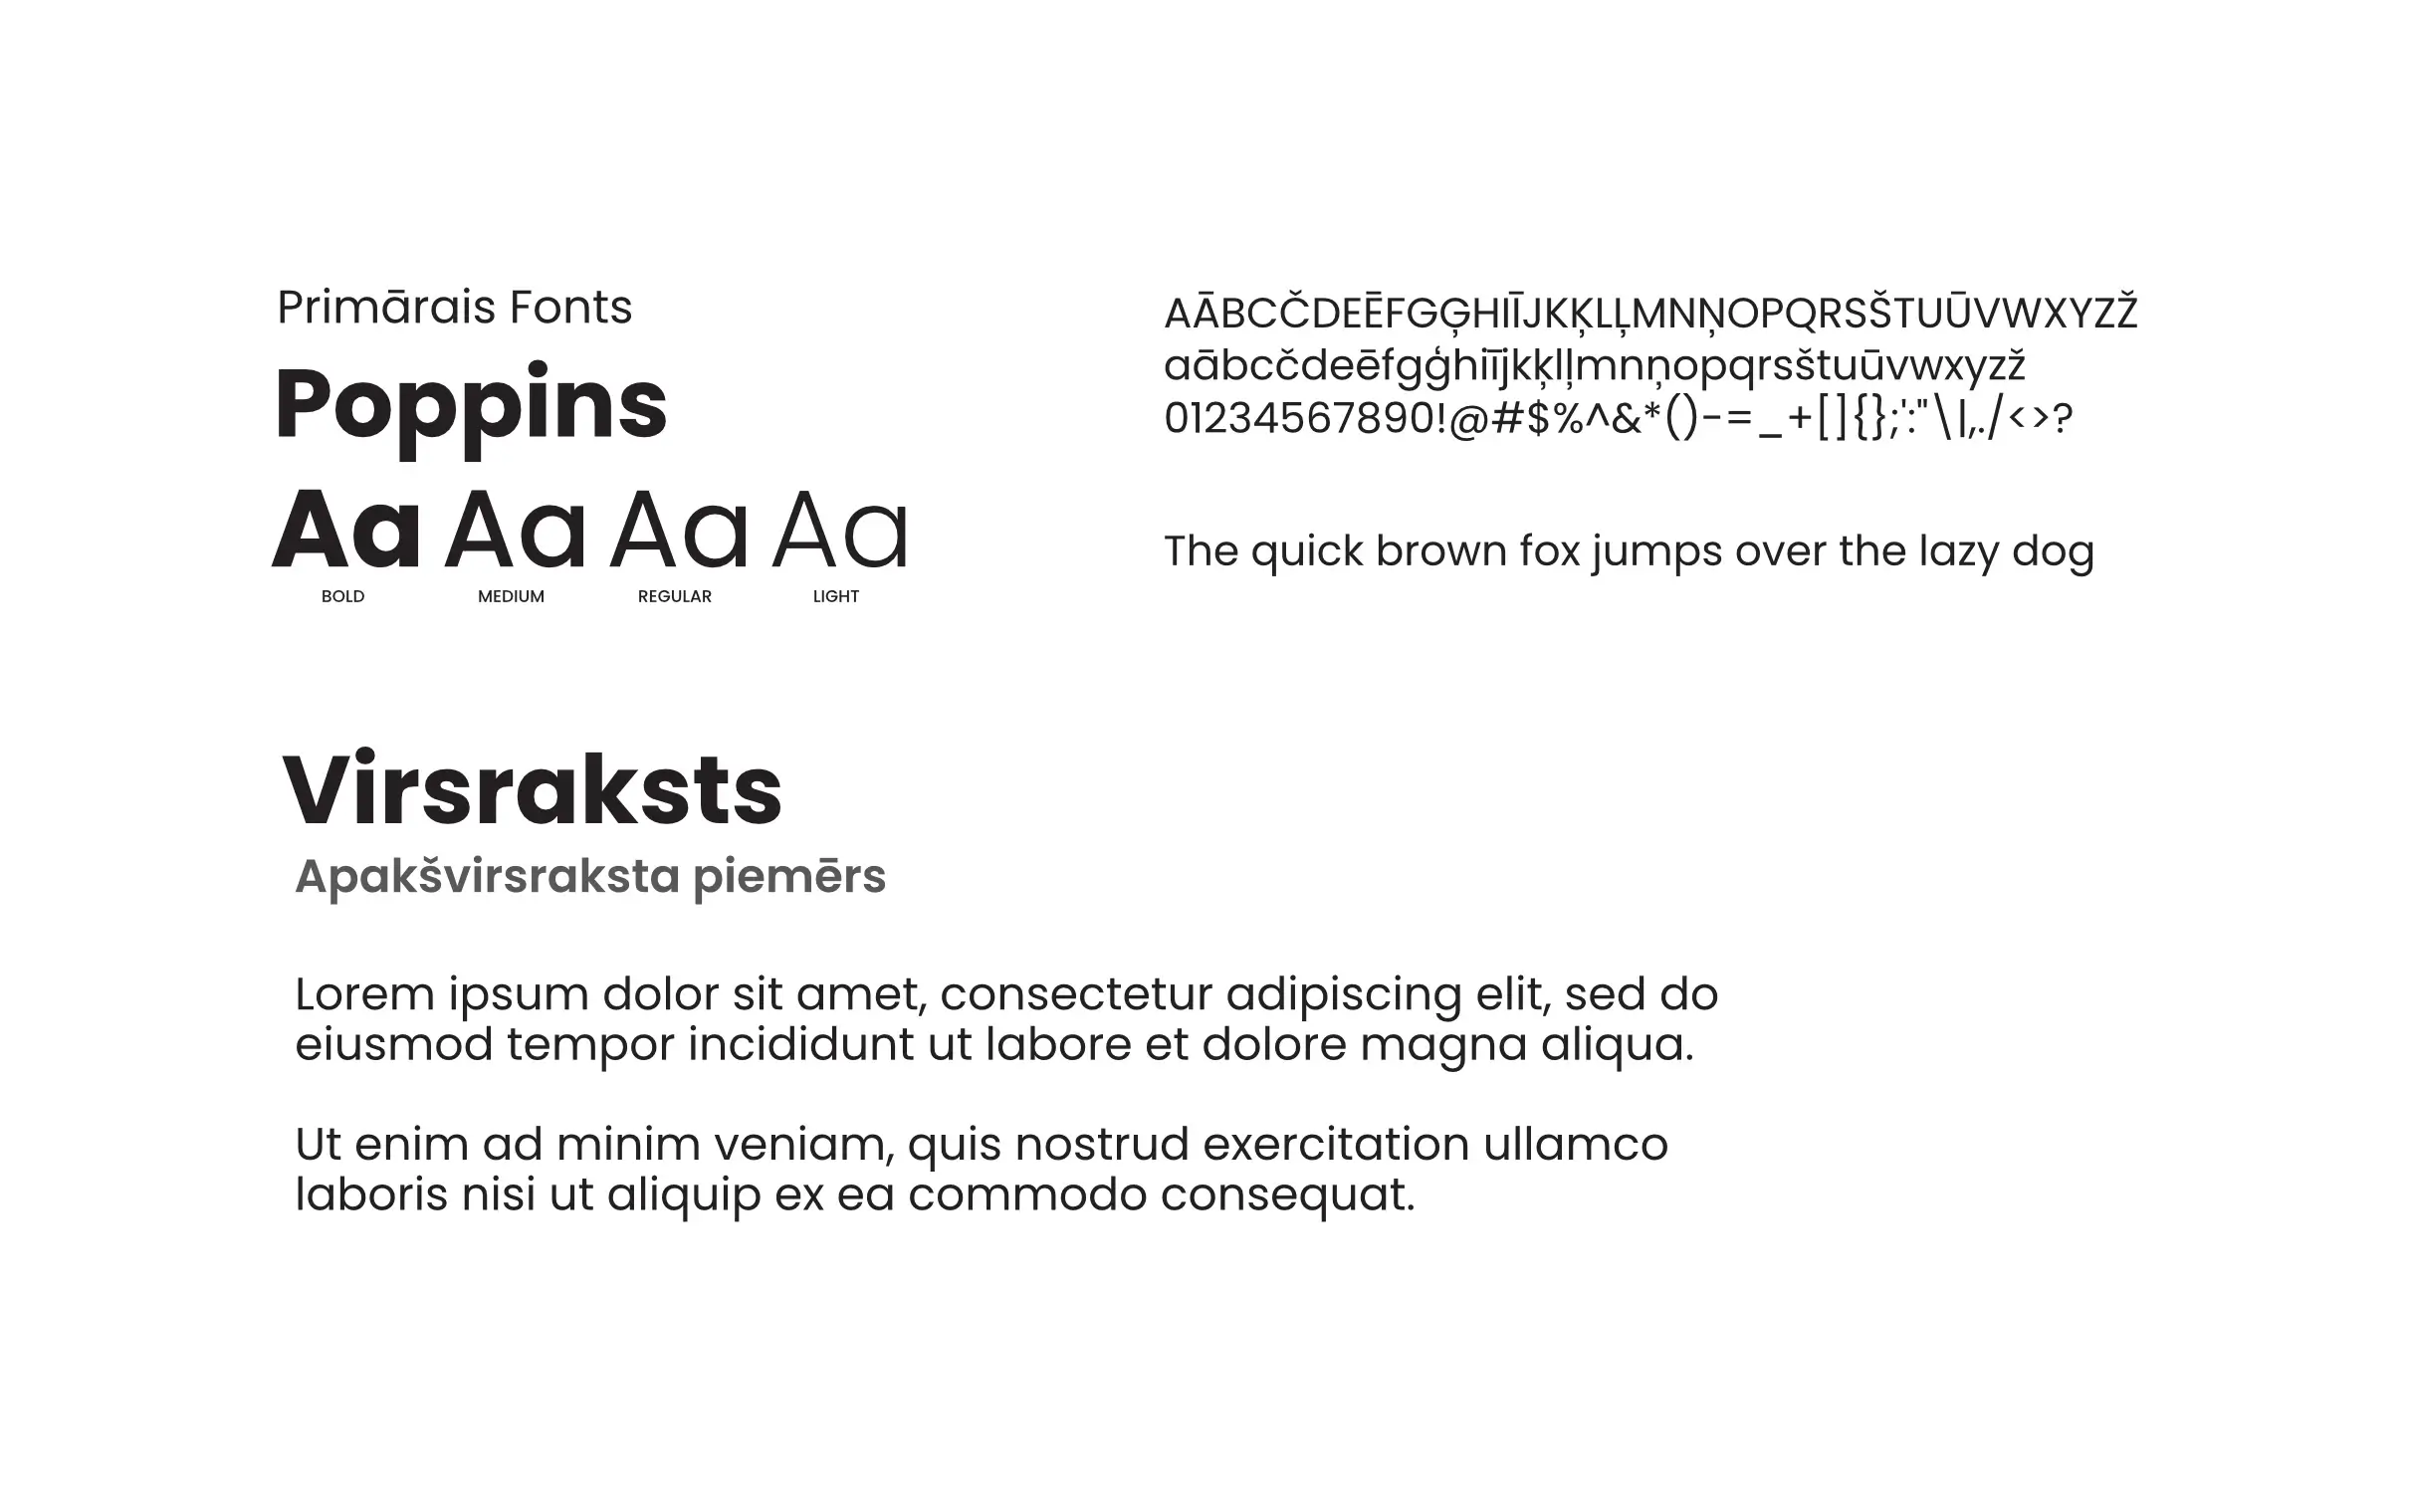 Primārais Fonts
Poppins
Aa Aa Aa Aa
BOLD MEDIUM REGULAR LIGHT
AĀBCČDEĒFGĢHIĪJKĶLĻMNŅOPQRSŠTUŪVWXYZŽ
aābcčdeēfgģhiījkķlļmnņopqrsštuūvwxyzž
01234567890!@#$%^&*()-=_+[]{};':"\|,./<>?
The quick brown fox jumps over the lazy dog
Virsraksts
Apakšvirsraksta piemērs
Lorem ipsum dolor sit amet, consectetur adipiscing elit, sed do
eiusmod tempor incididunt ut labore et dolore magna aliqua.
Ut enim ad minim veniam, quis nostrud exercitation ullamco
laboris nisi ut aliquip ex ea commodo consequat.